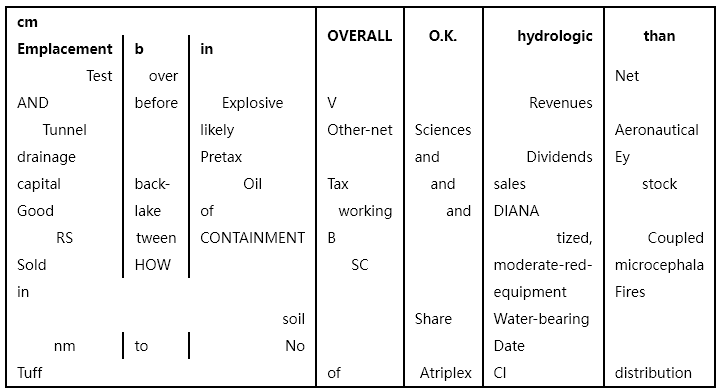 cm
OVERALL O.K. hydrologic than
Emplacement b in
Test over Net
AND before Explosive V Revenues
Tunnel likely Other-net Sciences Aeronautical
drainage Pretax and Dividends Ey
capital back- Oil Tax and sales stock
Good lake of working and DIANA
RS tween CONTAINMENT B tized, Coupled
Sold HOW SC moderate-red- microcephala
in equipment Fires
soil Share Water-bearing
nm to No Date
Tuff of Atriplex CI distribution